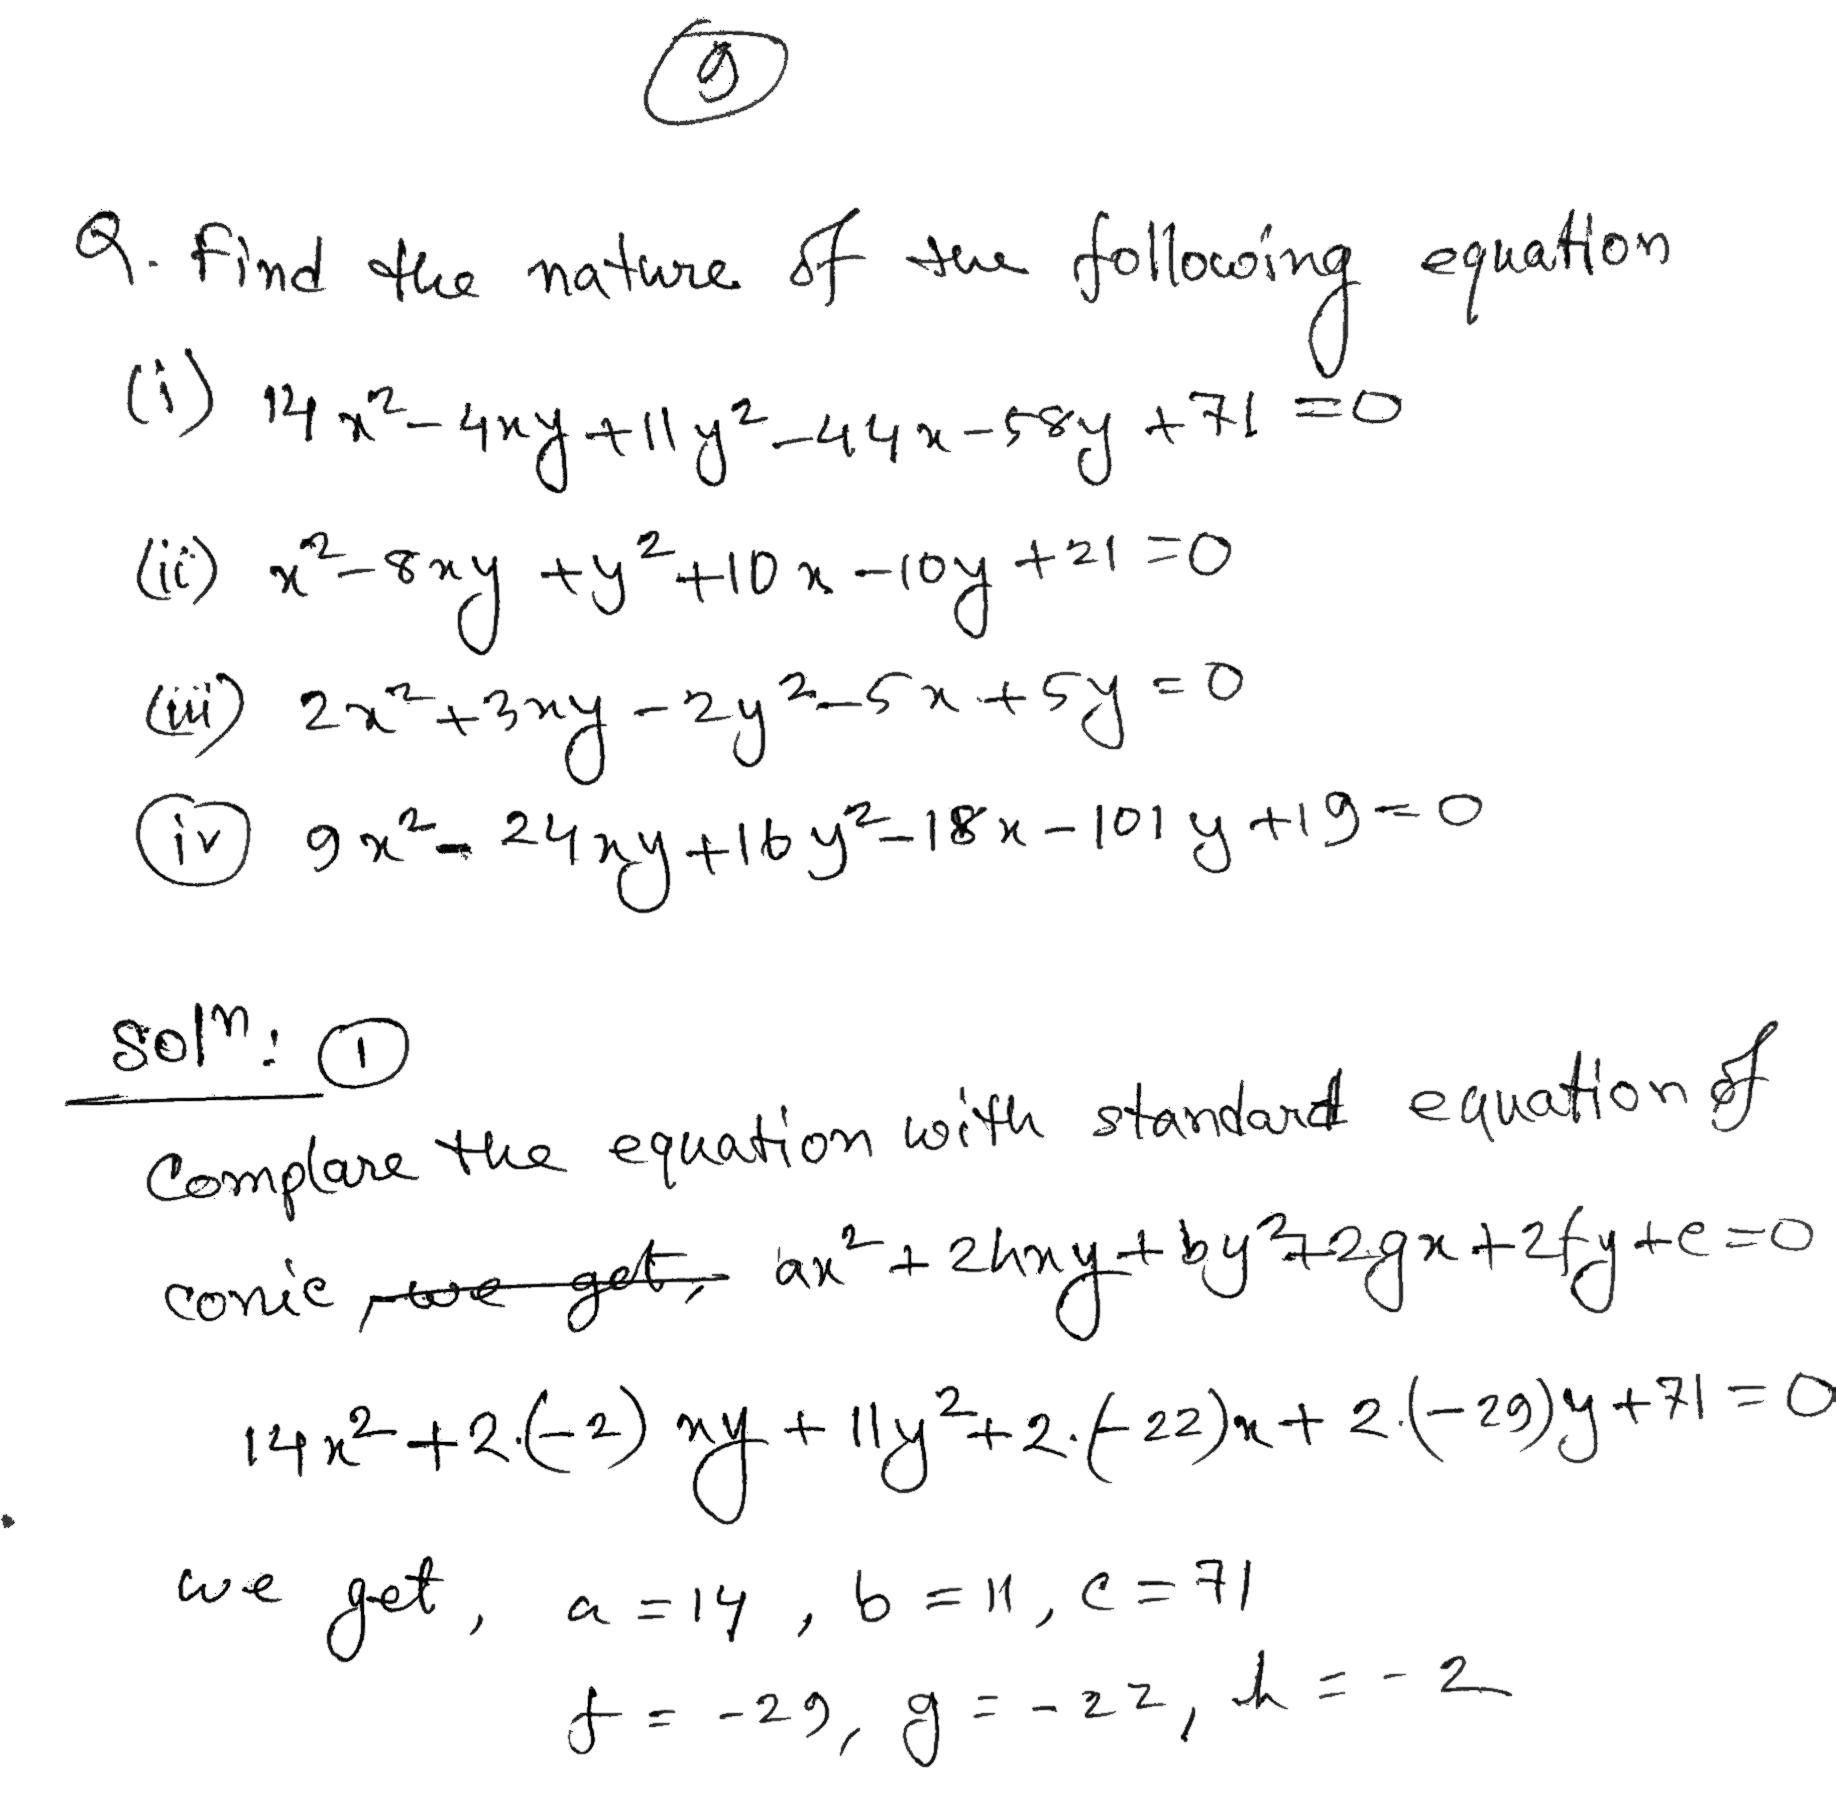 9
Q. Find the nature of the following equation
(i) 14x² - 4xy + 11y² - 44x - 58y + 71 = 0
(ii) x² - 8xy + y² + 10x - 10y + 21 = 0
(iii) 2x² + 3xy - 2y² - 5x + 5y = 0
(iv) 9x² - 24xy + 16y² - 18x - 101y + 19 = 0
Solⁿ: (1)
Complare the equation with standard equation of
conic, we get, ax² + 2hxy + by² + 2gx + 2fy + c = 0
14x² + 2.(-2) xy + 11y² + 2.(-22)x + 2.(-29)y + 71 = 0
we get, a = 14, b = 11, c = 71
f = -29, g = -22, h = -2